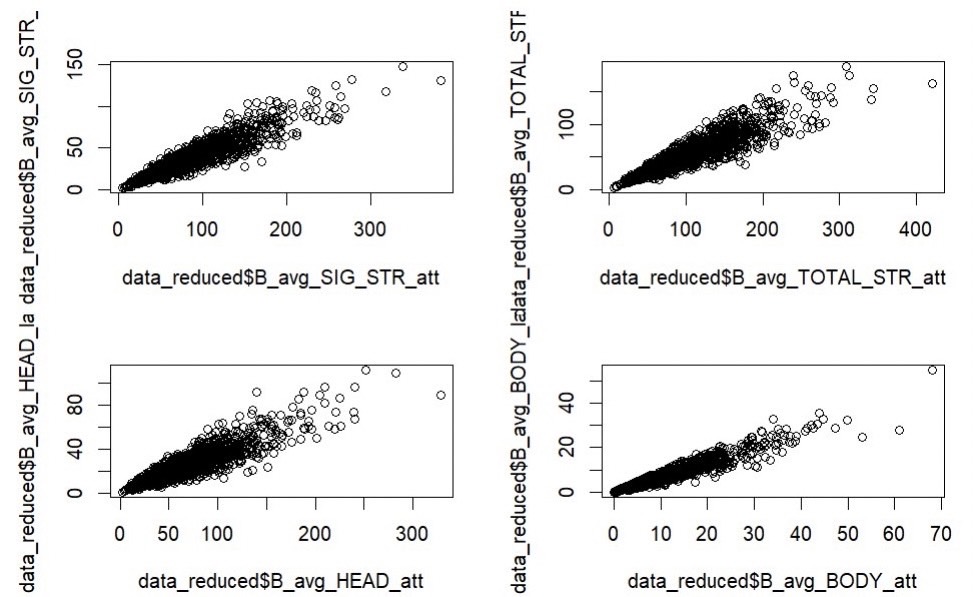 data_reduced$B_avg_SIG_STR_
0 50 150
0 100 200 300
data_reduced$B_avg_SIG_STR_att
data_reduced$B_avg_TOTAL_STF
0 100
0 100 200 300 400
data_reduced$B_avg_TOTAL_STR_att
data_reduced$B_avg_HEAD_la
0 40 80
0 50 100 200 300
data_reduced$B_avg_HEAD_att
data_reduced$B_avg_BODY_la
0 20 40
0 10 20 30 40 50 60 70
data_reduced$B_avg_BODY_att